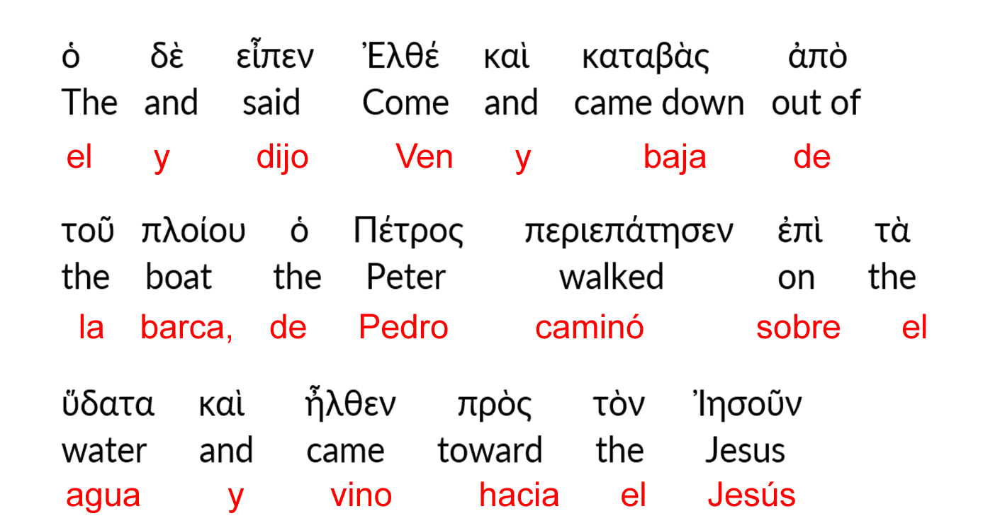 ὁ δὲ εἶπεν Ἐλθέ καὶ καταβὰς ἀπὸ
The and said Come and came down out of
el y dijo Ven y baja de
τοῦ πλοίου ὁ Πέτρος περιεπάτησεν ἐπὶ τὰ
the boat the Peter walked on the
la barca, de Pedro caminó sobre el
ὕδατα καὶ ἦλθεν πρὸς τὸν Ἰησοῦν
water and came toward the Jesus
agua y vino hacia el Jesús